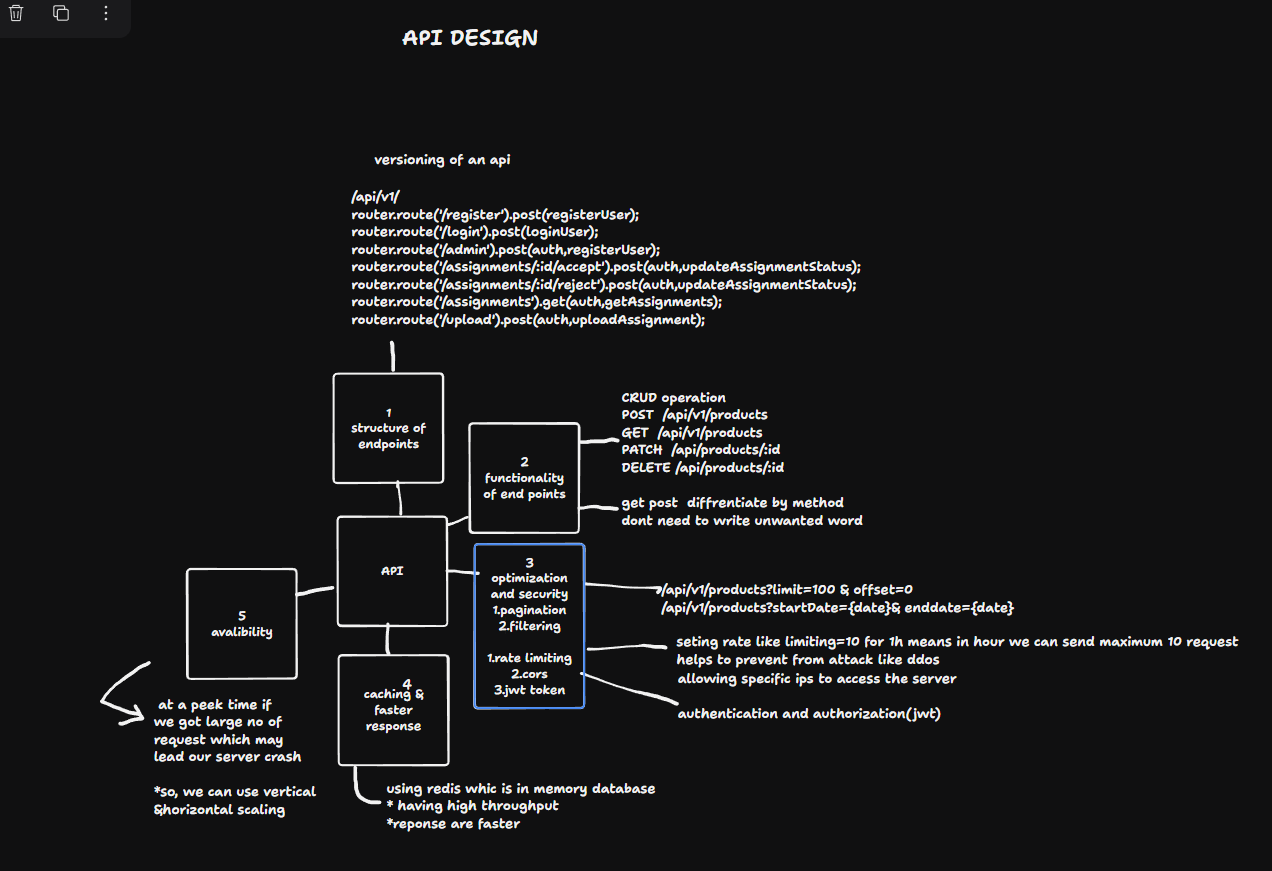 API DESIGN
versioning of an api
/api/v1/
router.route('/register').post(registerUser);
router.route('/login').post(loginUser);
router.route('/admin').post(auth,registerUser);
router.route('/assignments/:id/accept').post(auth,updateAssignmentStatus);
router.route('/assignments/:id/reject').post(auth,updateAssignmentStatus);
router.route('/assignments').get(auth,getAssignments);
router.route('/upload').post(auth,uploadAssignment);
1
structure of
endpoints
2
functionality
of end points
CRUD operation
POST /api/v1/products
GET /api/v1/products
PATCH /api/products/:id
DELETE /api/products/:id
get post diffrentiate by method
dont need to write unwanted word
API
3
optimization
and security
1.pagination
2.filtering
1.rate limiting
2.cors
3.jwt token
/api/v1/products?limit=100 & offset=0
/api/v1/products?startDate={date}& enddate={date}
seting rate like limiting=10 for 1h means in hour we can send maximum 10 request
helps to prevent from attack like ddos
allowing specific ips to access the server
authentication and authorization(jwt)
5
avalibility
at a peek time if
we got large no of
request which may
lead our server crash
*so, we can use vertical
&horizontal scaling
4
caching &
faster
response
using redis whic is in memory database
* having high throughput
*reponse are faster